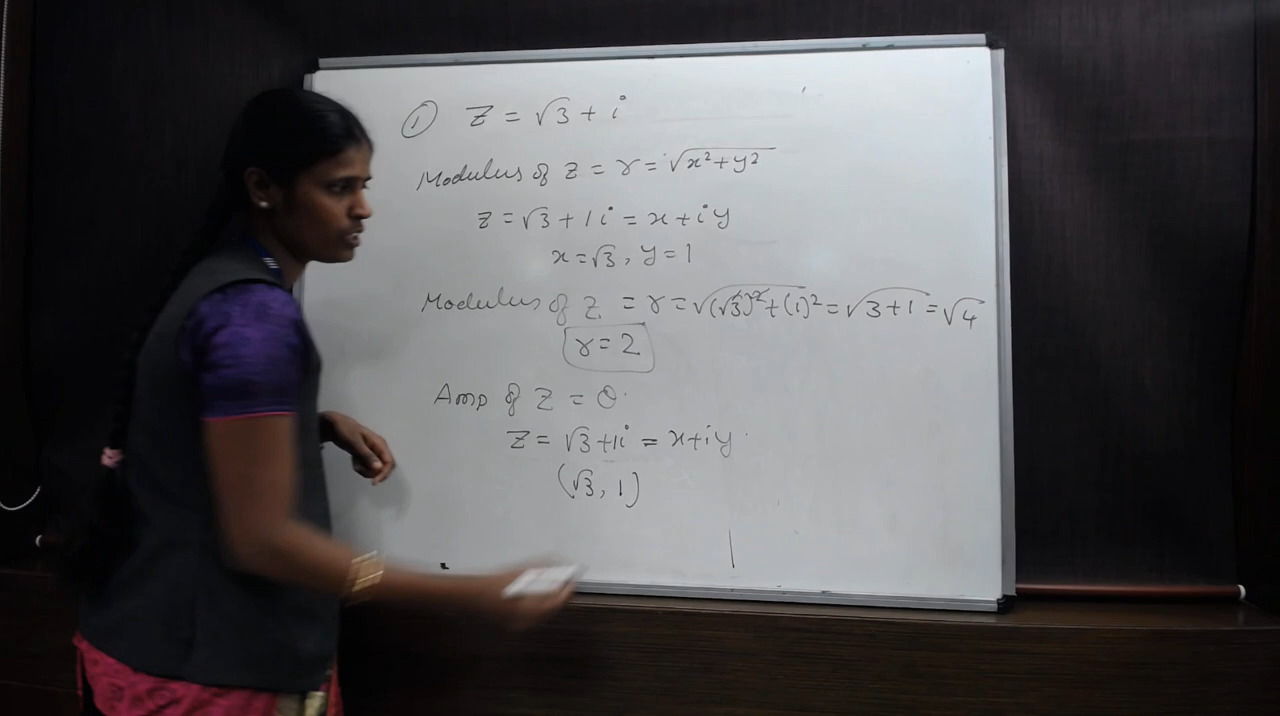 ① Z = √3 + i
Modulus of Z = r = √x²+y²
Z = √3 + 1i = x + iy
x = √3, y = 1
Modulus of Z = r = √(√3)²+(1)² = √3+1 = √4
r = 2
Amp of Z = θ.
Z = √3+1i = x+iy.
(√3, 1)